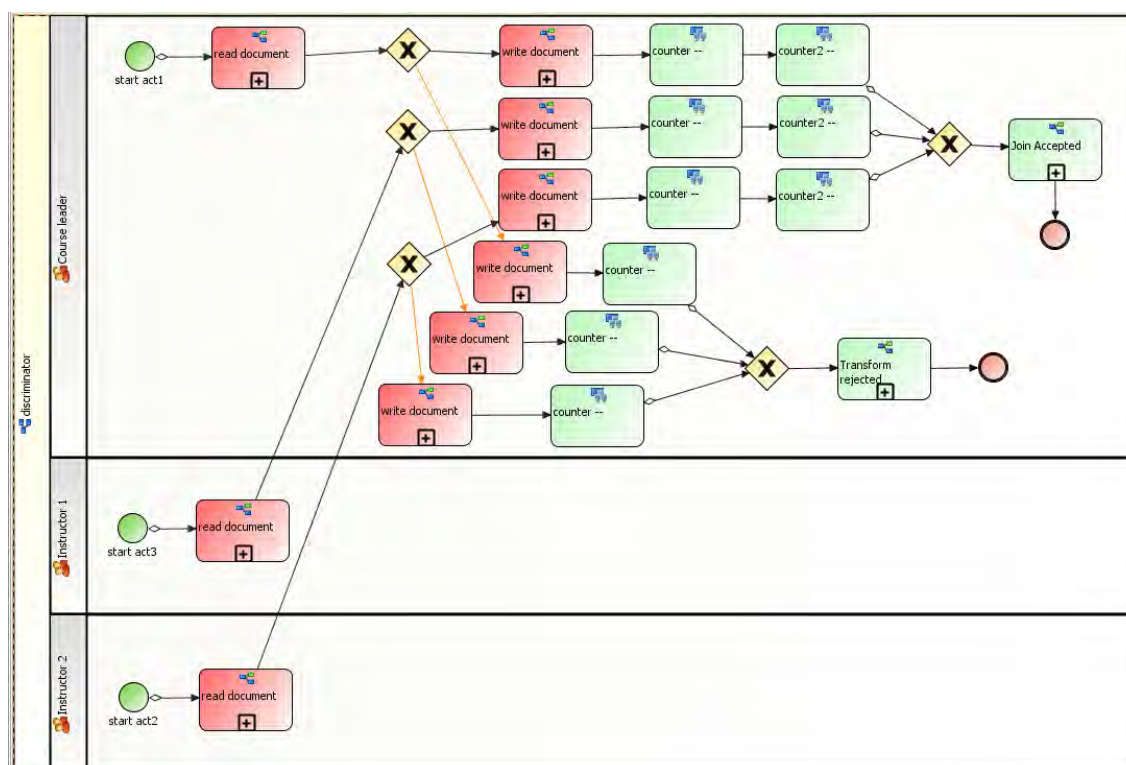 discriminator
Course leader
start act1
read document
X
write document
counter --
counter2 --
X
write document
counter --
counter2 --
X
Join Accepted
write document
counter --
counter2 --
X
write document
counter --
write document
counter --
X
Transform
rejected
write document
counter --
Instructor 1
start act3
read document
Instructor 2
start act2
read document